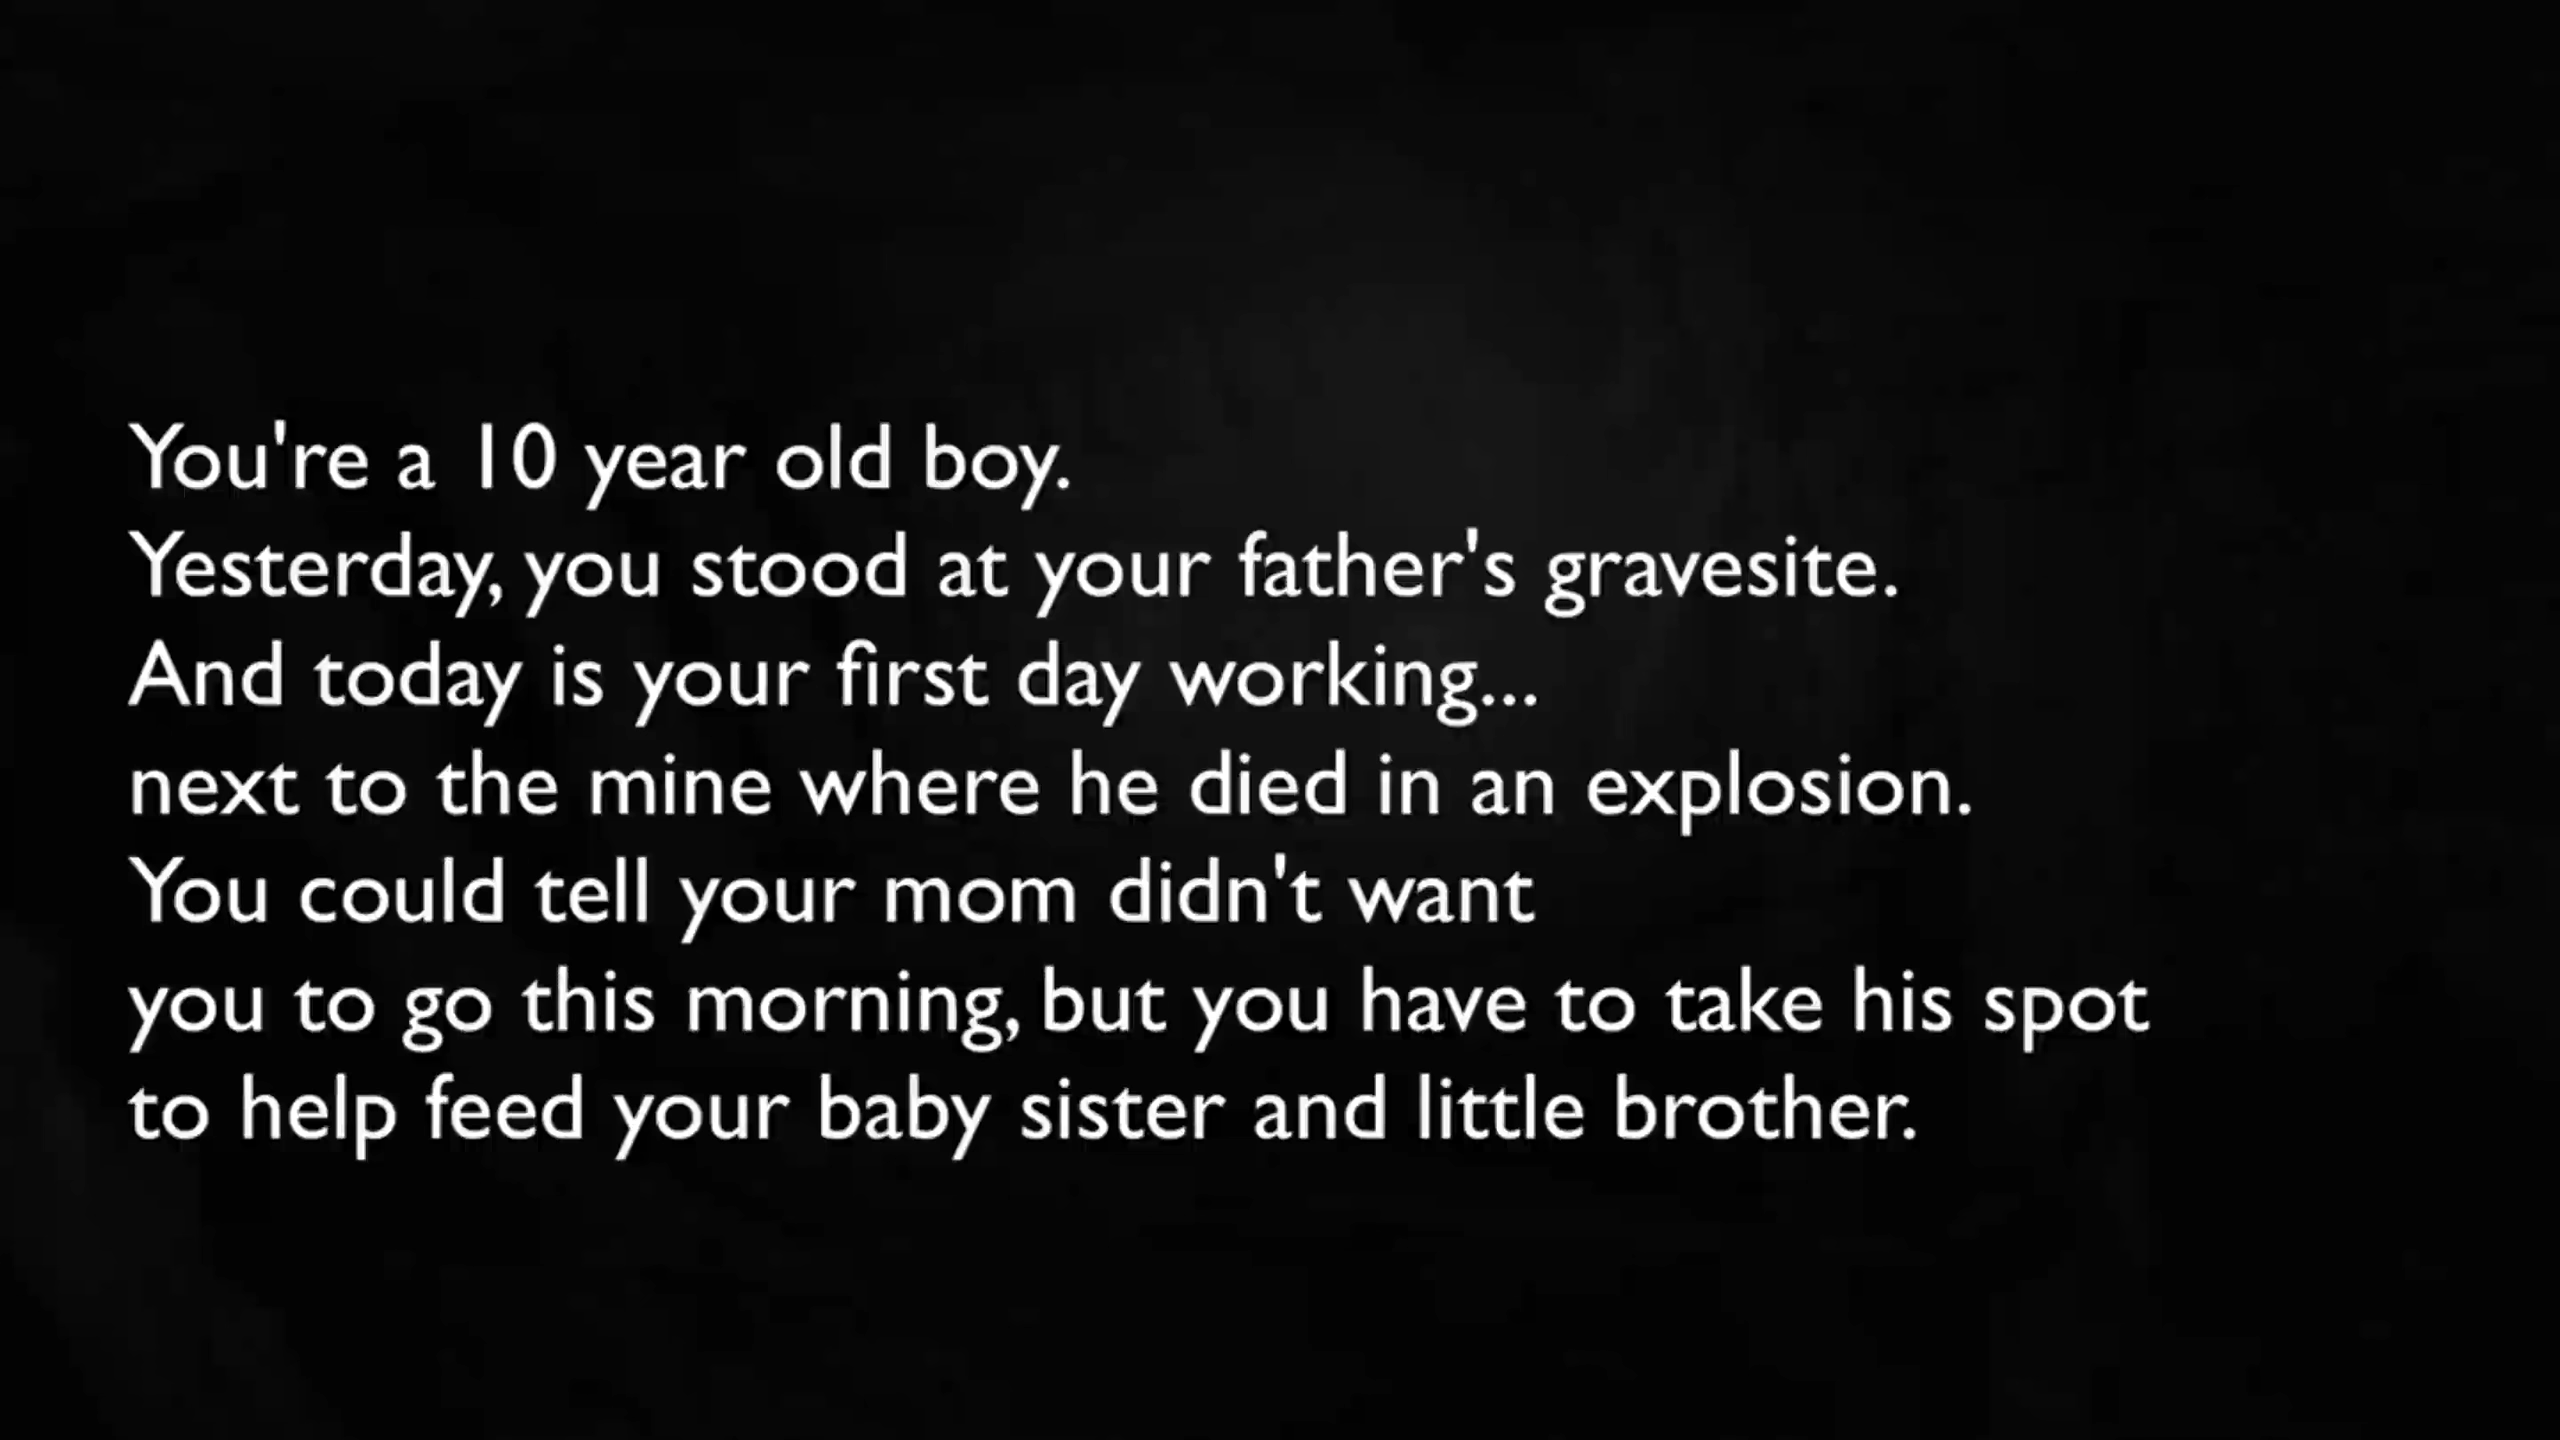 You're a 10 year old boy.
Yesterday, you stood at your father's gravesite.
And today is your first day working...
next to the mine where he died in an explosion.
You could tell your mom didn't want
you to go this morning, but you have to take his spot
to help feed your baby sister and little brother.